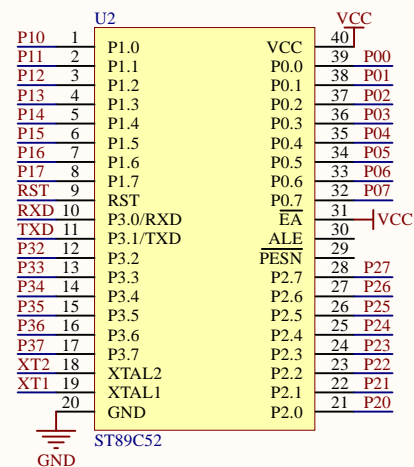 U2 VCC
P10 1 P1.0 VCC 40
P11 2 P1.1 P0.0 39 P00
P12 3 P1.2 P0.1 38 P01
P13 4 P1.3 P0.2 37 P02
P14 5 P1.4 P0.3 36 P03
P15 6 P1.5 P0.4 35 P04
P16 7 P1.6 P0.5 34 P05
P17 8 P1.7 P0.6 33 P06
RST 9 RST P0.7 32 P07
RXD 10 P3.0/RXD EA 31 VCC
TXD 11 P3.1/TXD ALE 30
P32 12 P3.2 PESN 29
P33 13 P3.3 P2.7 28 P27
P34 14 P3.4 P2.6 27 P26
P35 15 P3.5 P2.5 26 P25
P36 16 P3.6 P2.4 25 P24
P37 17 P3.7 P2.3 24 P23
XT2 18 XTAL2 P2.2 23 P22
XT1 19 XTAL1 P2.1 22 P21
20 GND P2.0 21 P20
ST89C52
GND